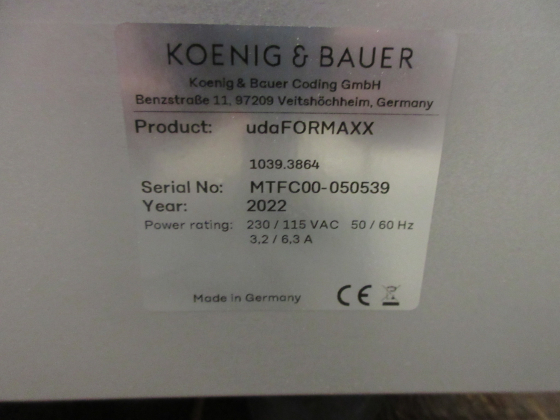 KOENIG & BAUER
Koenig & Bauer Coding GmbH
Benzstraße 11, 97209 Veitshöchheim, Germany
Product: udaFORMAXX
1039.3864
Serial No: MTFC00-050539
Year: 2022
Power rating: 230 / 115 VAC 50 / 60 Hz
3,2 / 6,3 A
Made in Germany CE